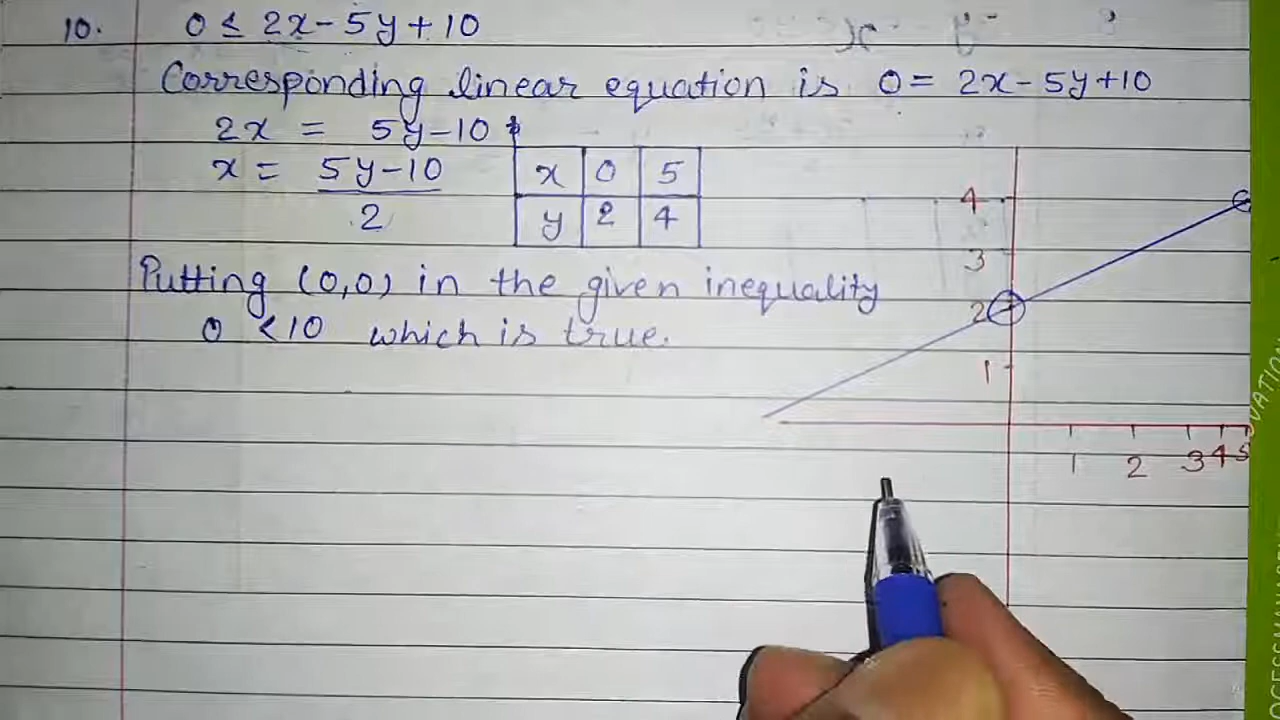 10. 0 ≤ 2x - 5y + 10
Corresponding linear equation is 0 = 2x - 5y + 10
2x = 5y - 10
x = 5y - 10
2
x 0 5
y 2 4
Putting (0,0) in the given inequality
0 < 10 which is true.
4
3
2
1
1 2 3 4 5